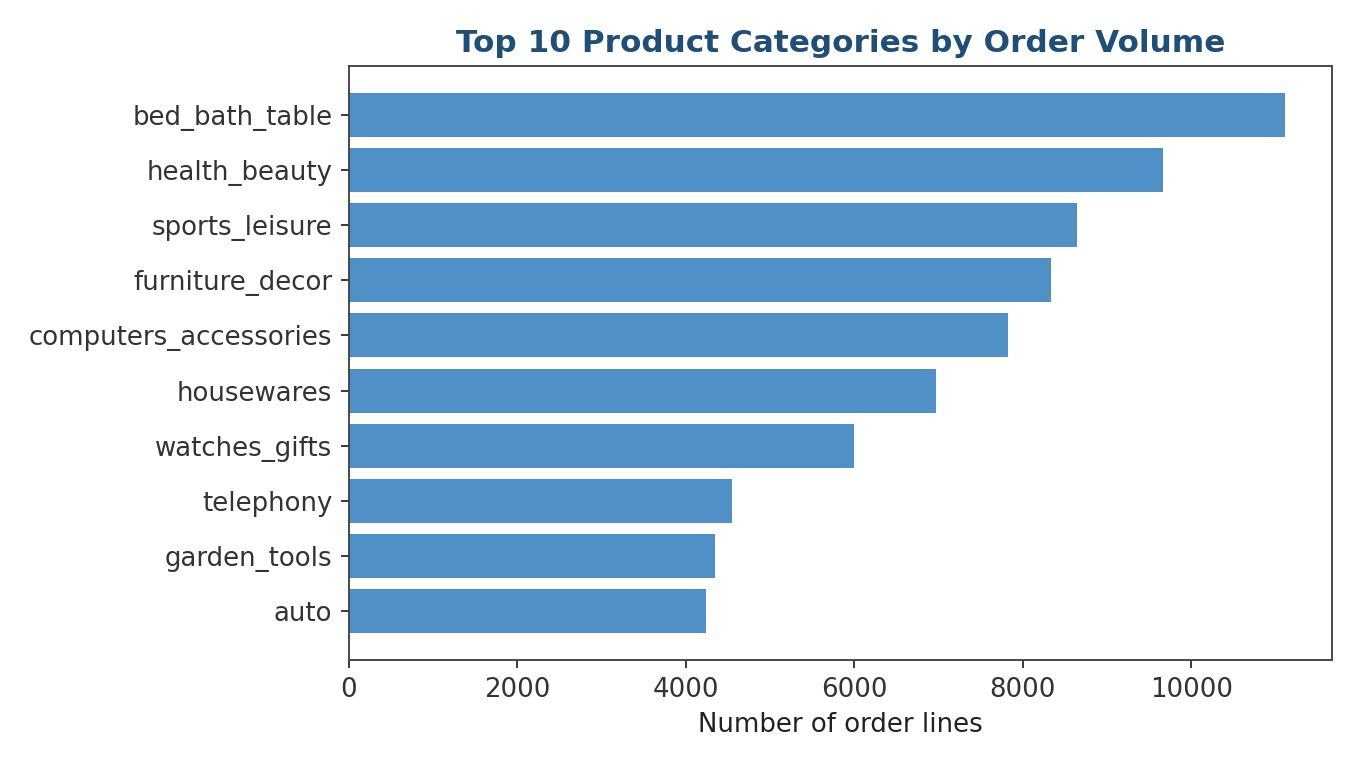 Top 10 Product Categories by Order Volume
bed_bath_table
health_beauty
sports_leisure
furniture_decor
computers_accessories
housewares
watches_gifts
telephony
garden_tools
auto
0 2000 4000 6000 8000 10000
Number of order lines